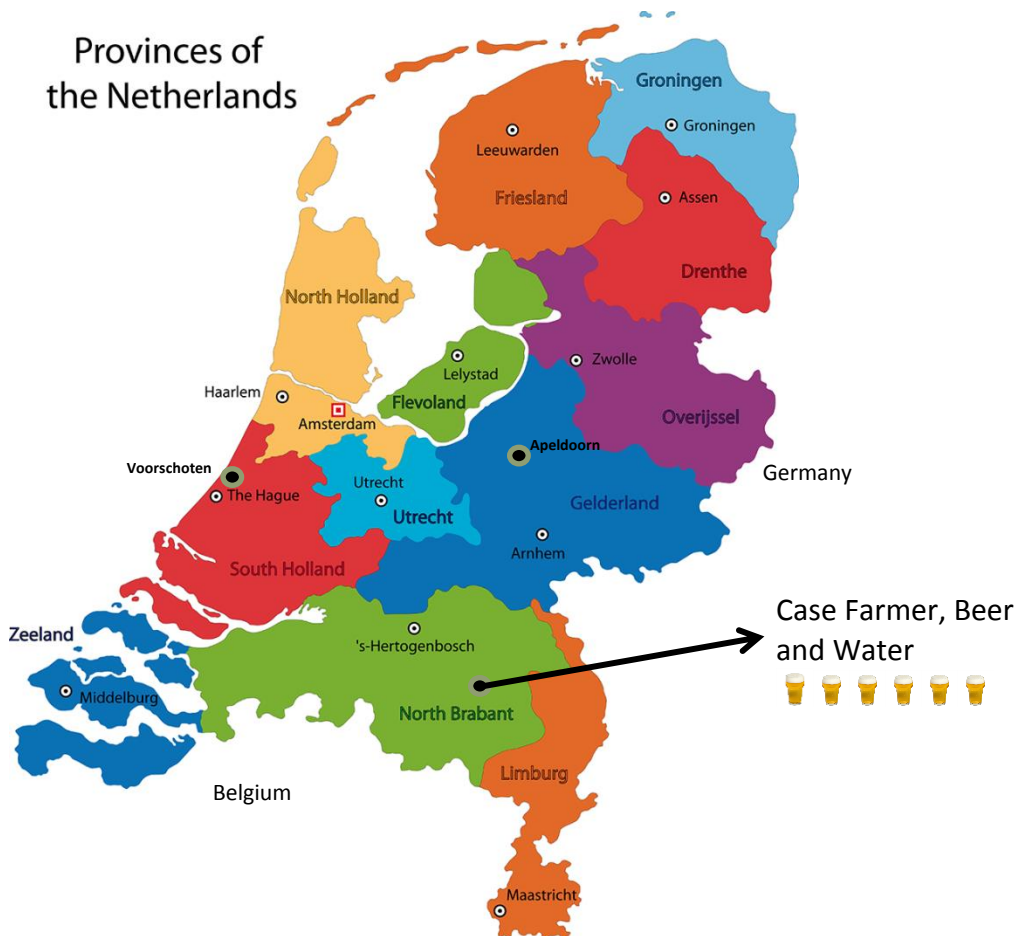 Provinces of
the Netherlands
Groningen
Groningen
Leeuwarden
Friesland
Assen
Drenthe
North Holland
Zwolle
Lelystad
Flevoland
Haarlem
Amsterdam
Overijssel
Apeldoorn
Voorschoten
Germany
The Hague
Utrecht
Utrecht
Gelderland
Arnhem
South Holland
Case Farmer, Beer
and Water
Zeeland
's-Hertogenbosch
Middelburg
North Brabant
Limburg
Belgium
Maastricht